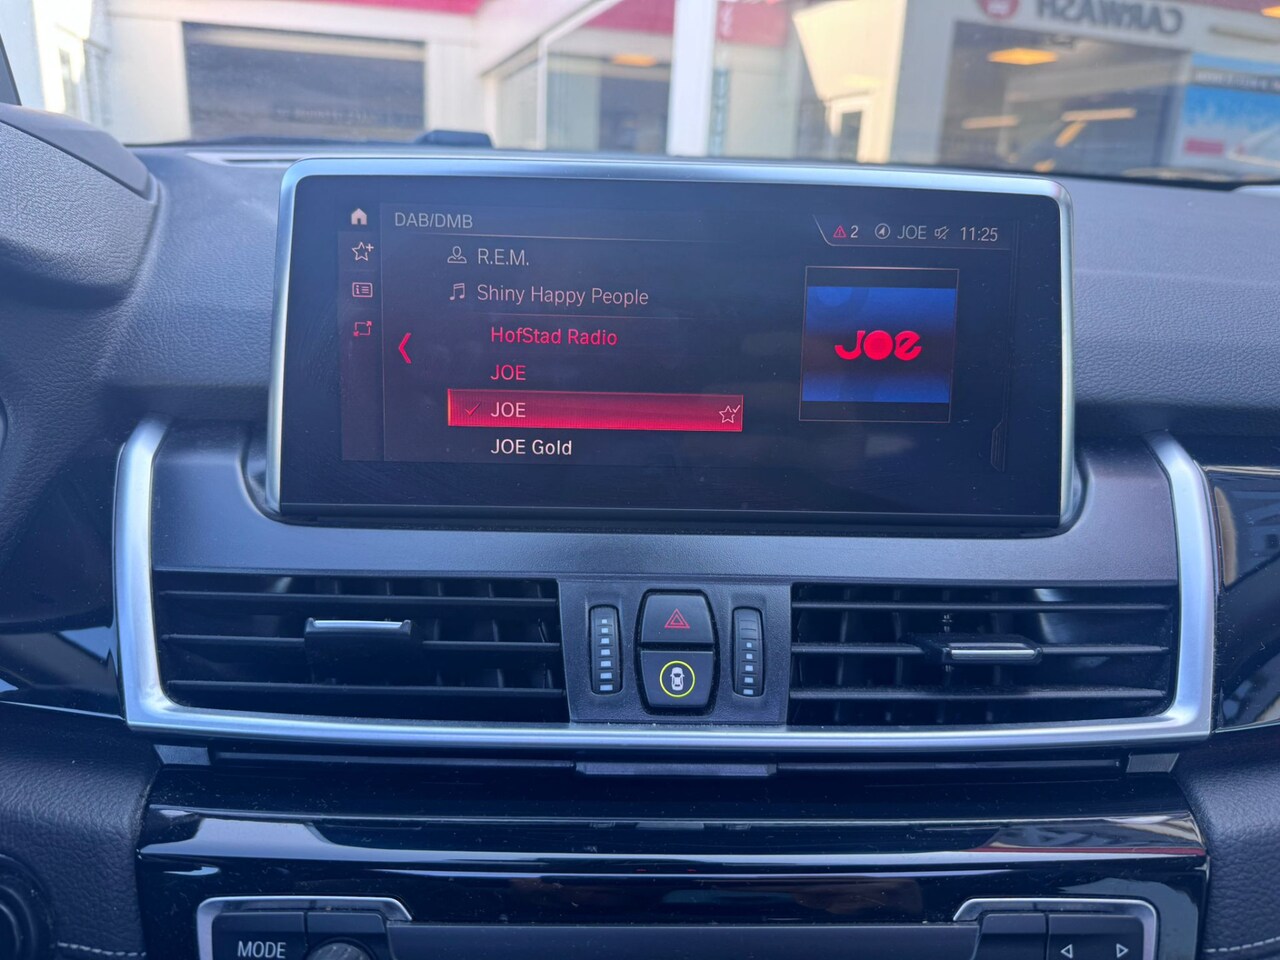 CARWASH
DAB/DMB
2 JOE 11:25
R.E.M.
Shiny Happy People
HofStad Radio
JOE
JOE
JOE Gold
JOE
MODE